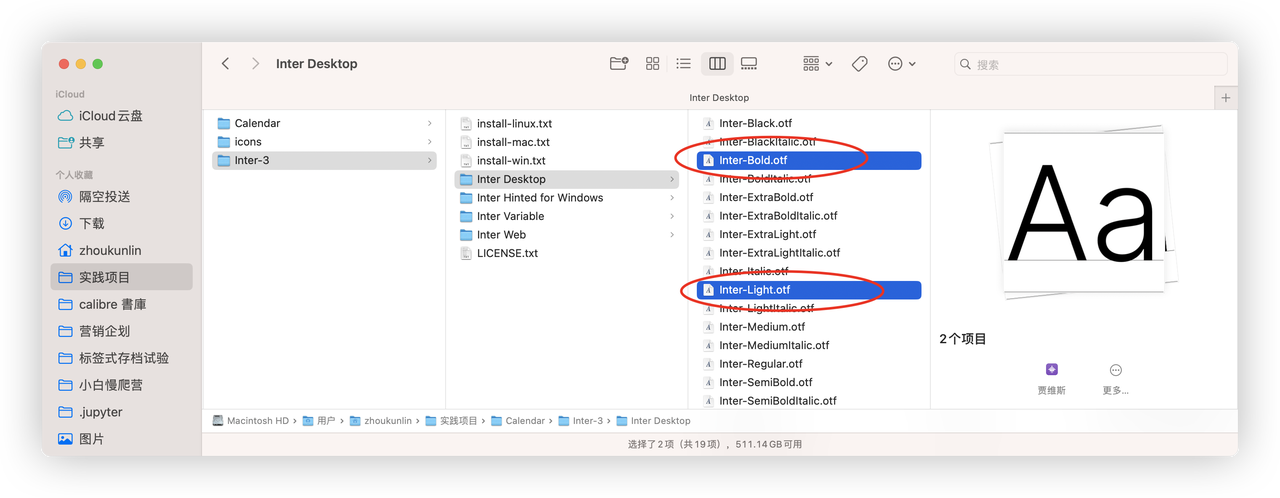 Inter Desktop
搜索
Inter Desktop
iCloud
iCloud云盘
共享
个人收藏
隔空投送
下载
zhoukunlin
实践项目
calibre 書庫
营销企划
标签式存档试验
小白慢爬营
.jupyter
图片
Calendar
icons
Inter-3
install-linux.txt
install-mac.txt
install-win.txt
Inter Desktop
Inter Hinted for Windows
Inter Variable
Inter Web
LICENSE.txt
Inter-Black.otf
Inter-BlackItalic.otf
Inter-Bold.otf
Inter-BoldItalic.otf
Inter-ExtraBold.otf
Inter-ExtraBoldItalic.otf
Inter-ExtraLight.otf
Inter-ExtraLightItalic.otf
Inter-Italic.otf
Inter-Light.otf
Inter-LightItalic.otf
Inter-Medium.otf
Inter-MediumItalic.otf
Inter-Regular.otf
Inter-SemiBold.otf
Inter-SemiBoldItalic.otf
Aa
2个项目
贾维斯
更多...
Macintosh HD › 用户 › zhoukunlin › 实践项目 › Calendar › Inter-3 › Inter Desktop
选择了2项（共19项），511.14 GB可用